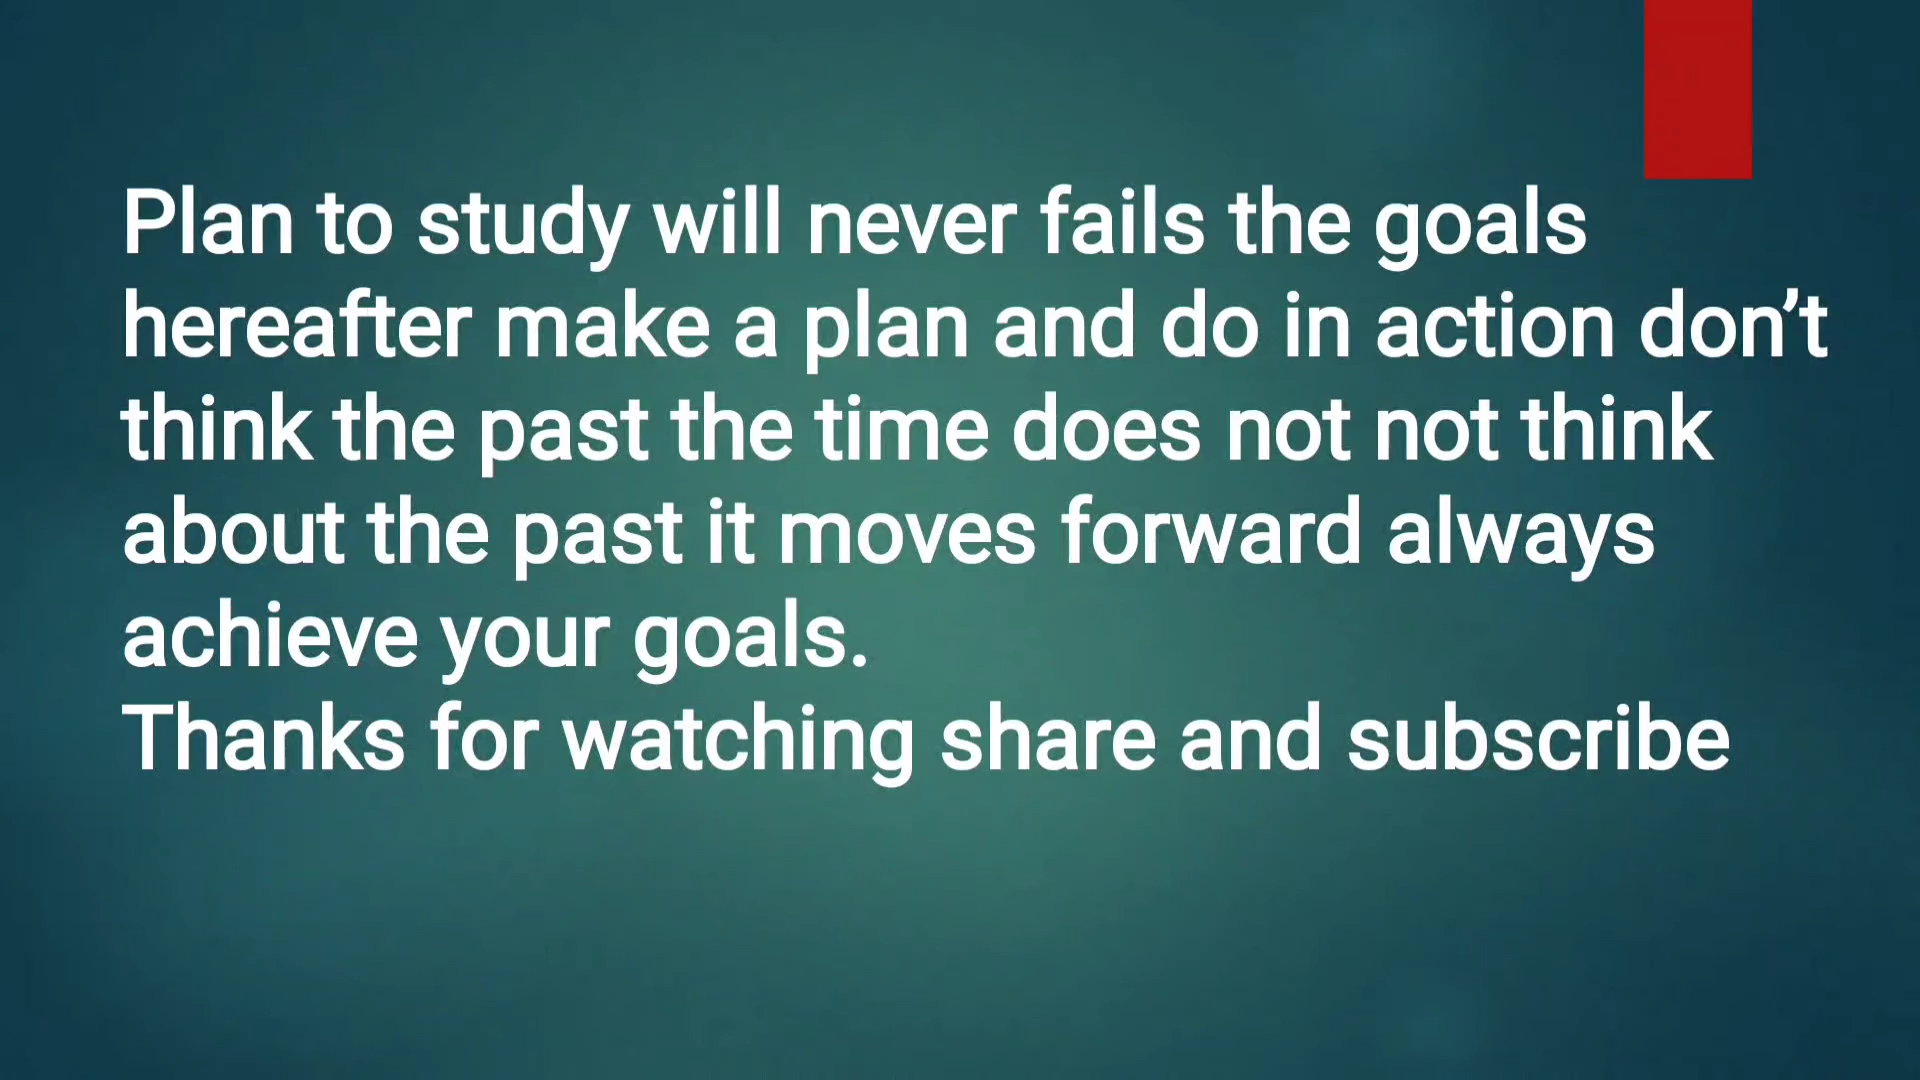 Plan to study will never fails the goals
hereafter make a plan and do in action don’t
think the past the time does not not think
about the past it moves forward always
achieve your goals.
Thanks for watching share and subscribe